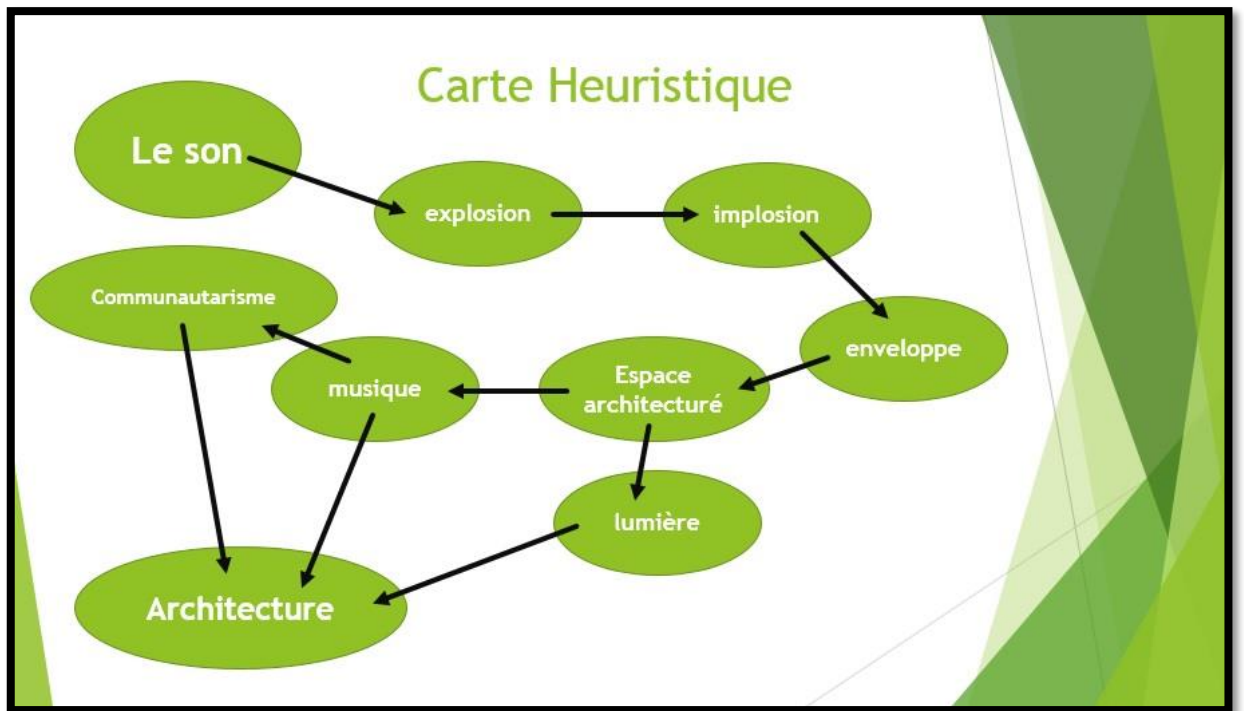 Carte Heuristique
Le son
explosion
implosion
Communautarisme
enveloppe
musique
Espace
architecturé
lumière
Architecture